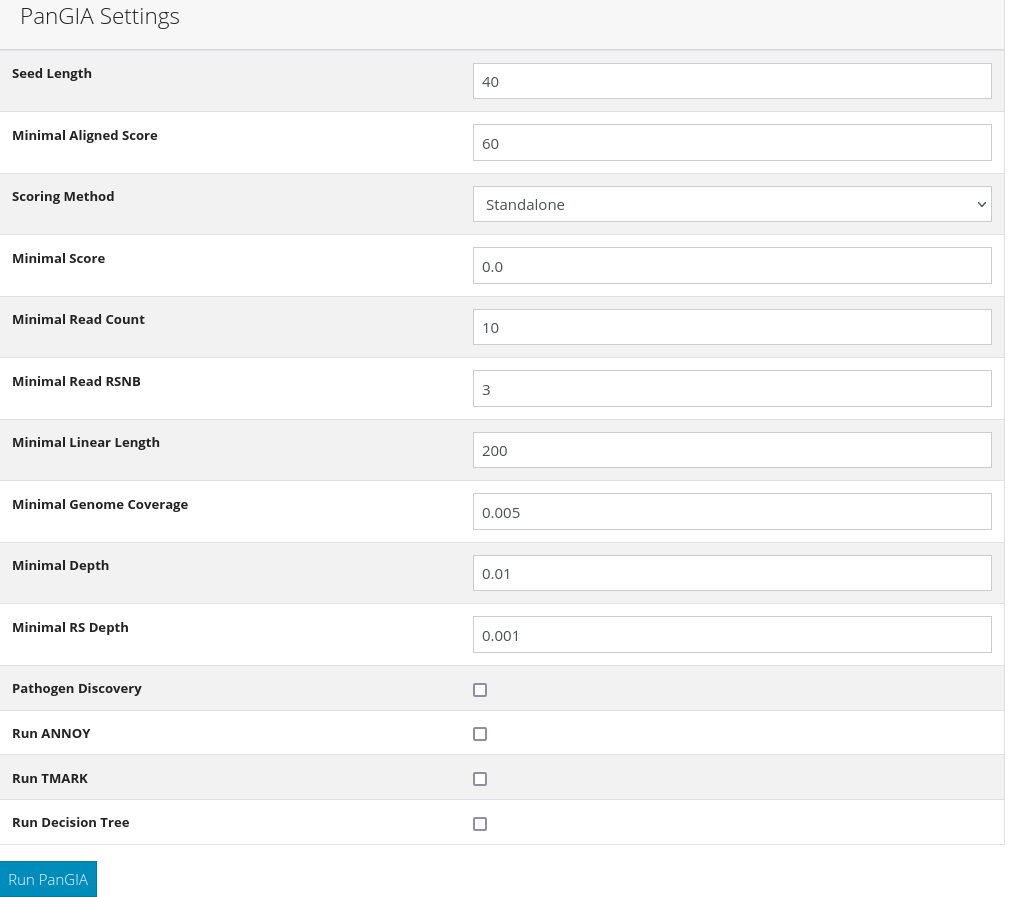 PanGIA Settings
Seed Length
40
Minimal Aligned Score
60
Scoring Method
Standalone
Minimal Score
0.0
Minimal Read Count
10
Minimal Read RSNB
3
Minimal Linear Length
200
Minimal Genome Coverage
0.005
Minimal Depth
0.01
Minimal RS Depth
0.001
Pathogen Discovery
Run ANNOY
Run TMARK
Run Decision Tree
Run PanGIA